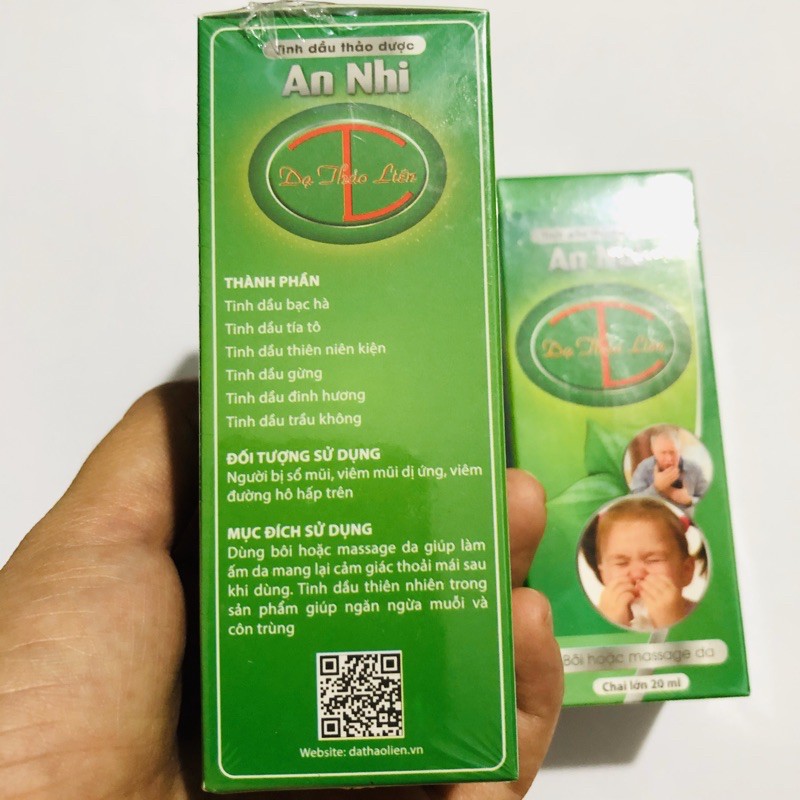 Tinh dầu thảo dược
An Nhi
Dạ Thảo Liên
THÀNH PHẦN
Tinh dầu bạc hà
Tinh dầu tía tô
Tinh dầu thiên niên kiện
Tinh dầu gừng
Tinh dầu đinh hương
Tinh dầu trầu không
ĐỐI TƯỢNG SỬ DỤNG
Người bị sổ mũi, viêm mũi dị ứng, viêm
đường hô hấp trên
MỤC ĐÍCH SỬ DỤNG
Dùng bôi hoặc massage da giúp làm
ấm da mang lại cảm giác thoải mái sau
khi dùng. Tinh dầu thiên nhiên trong
sản phẩm giúp ngăn ngừa muỗi và
côn trùng
Website: dathaolien.vn
An
Dạ Thảo Liên
Bôi hoặc massage da
Chai lớn 20 ml